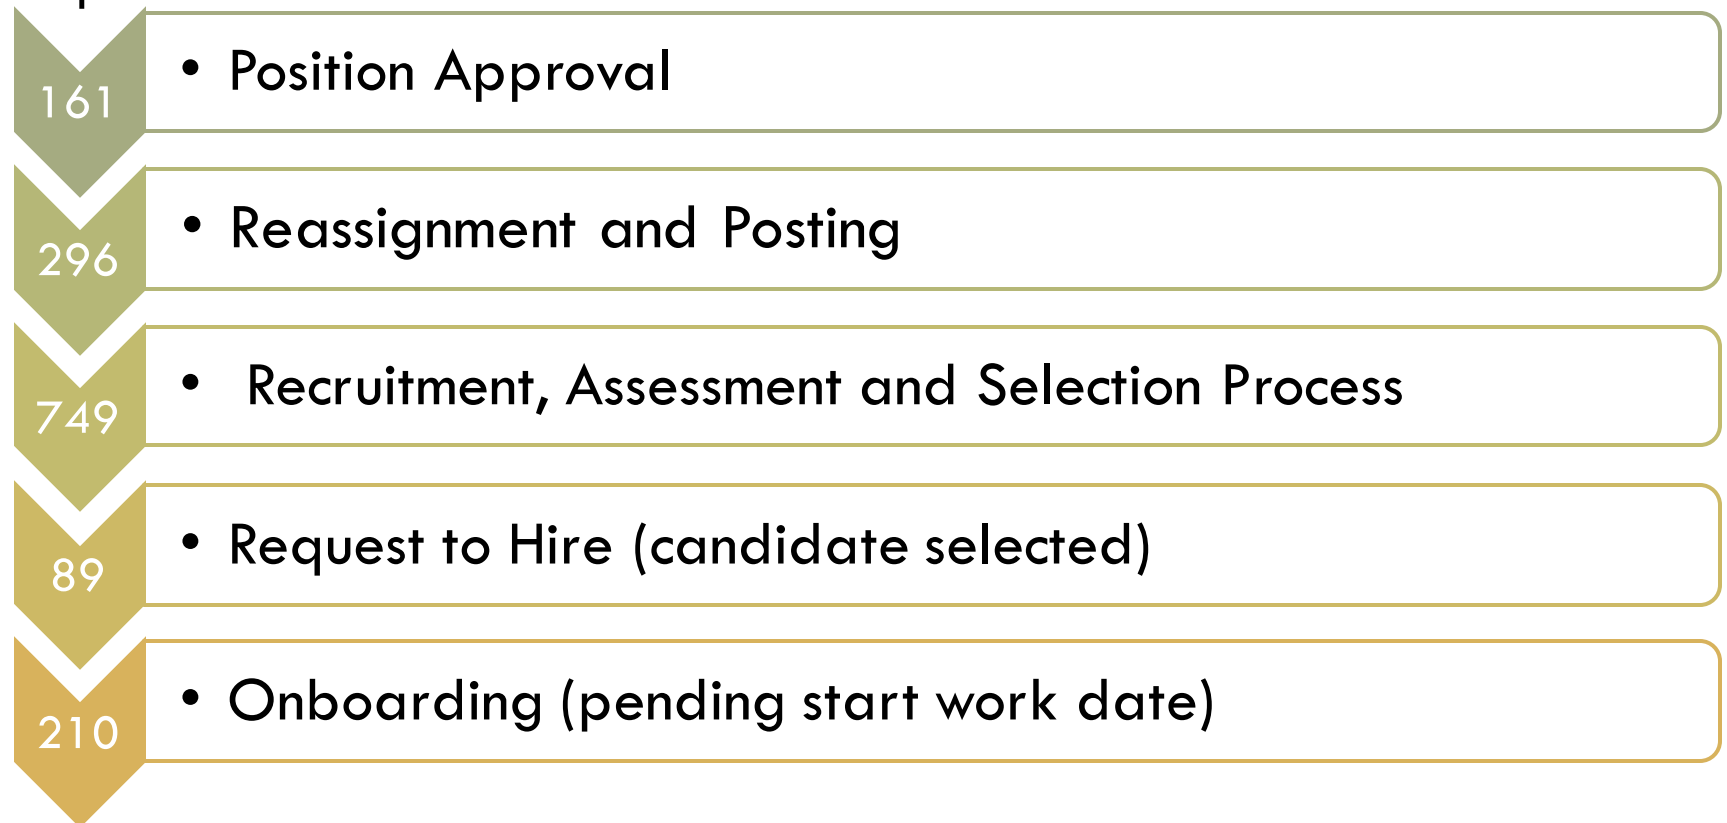 161
• Position Approval
296
• Reassignment and Posting
749
• Recruitment, Assessment and Selection Process
89
• Request to Hire (candidate selected)
210
• Onboarding (pending start work date)